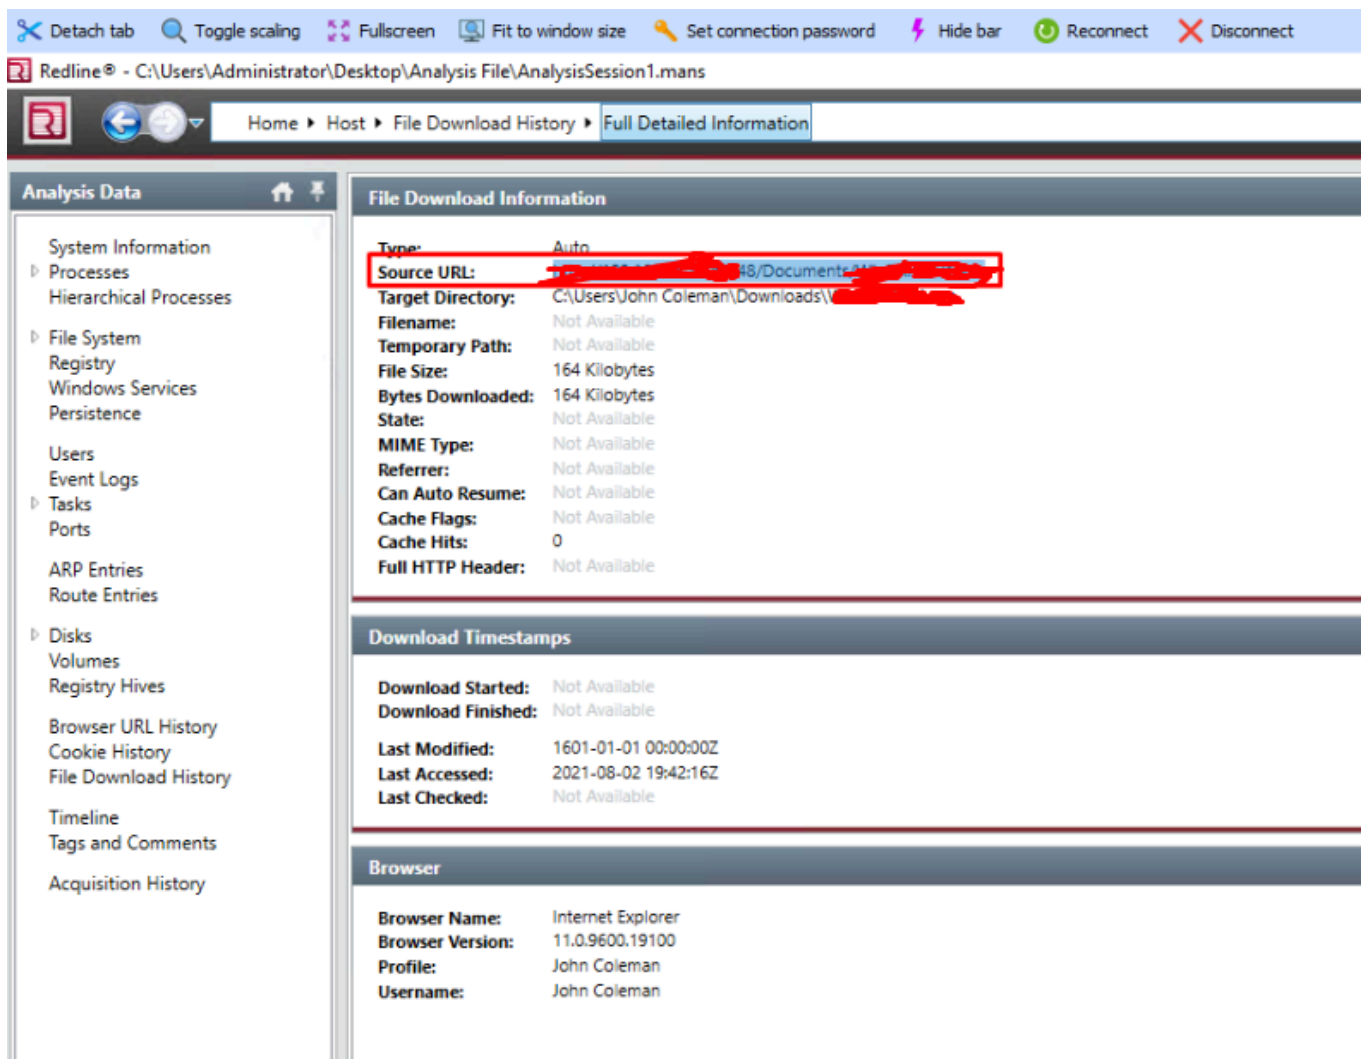 Detach tab Toggle scaling Fullscreen Fit to window size Set connection password Hide bar Reconnect Disconnect
Redline® - C:\Users\Administrator\Desktop\Analysis File\AnalysisSession1.mans
Home Host File Download History Full Detailed Information
Analysis Data
System Information
Processes
Hierarchical Processes
File System
Registry
Windows Services
Persistence
Users
Event Logs
Tasks
Ports
ARP Entries
Route Entries
Disks
Volumes
Registry Hives
Browser URL History
Cookie History
File Download History
Timeline
Tags and Comments
Acquisition History
File Download Information
Type: Auto
Source URL: 48/Documents/
Target Directory: C:\Users\John Coleman\Downloads\
Filename: Not Available
Temporary Path: Not Available
File Size: 164 Kilobytes
Bytes Downloaded: 164 Kilobytes
State: Not Available
MIME Type: Not Available
Referrer: Not Available
Can Auto Resume: Not Available
Cache Flags: Not Available
Cache Hits: 0
Full HTTP Header: Not Available
Download Timestamps
Download Started: Not Available
Download Finished: Not Available
Last Modified: 1601-01-01 00:00:00Z
Last Accessed: 2021-08-02 19:42:16Z
Last Checked: Not Available
Browser
Browser Name: Internet Explorer
Browser Version: 11.0.9600.19100
Profile: John Coleman
Username: John Coleman